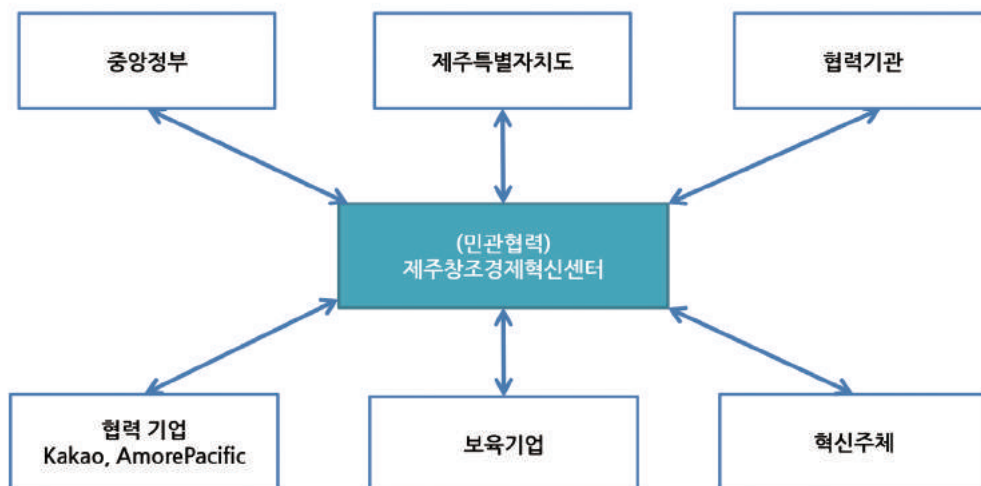 중앙정부
제주특별자치도
협력기관
(민관협력)
제주창조경제혁신센터
협력 기업
Kakao, AmorePacific
보육기업
혁신주체